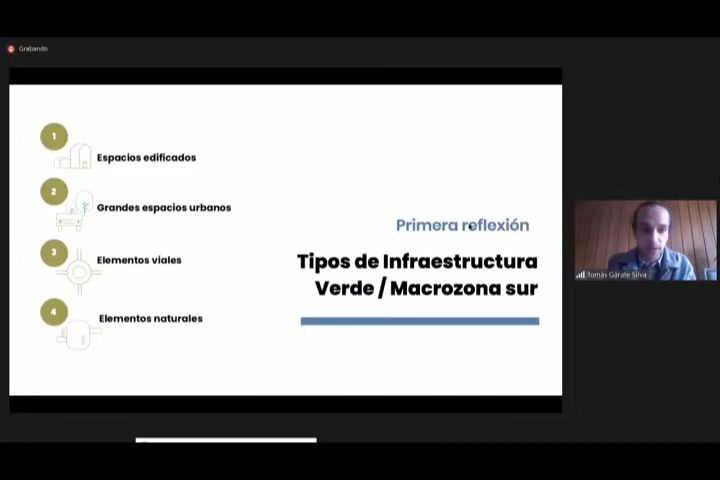 Grabando
1
Espacios edificados
2
Grandes espacios urbanos
3
Elementos viales
4
Elementos naturales
Primera reflexión
Tipos de Infraestructura
Verde / Macrozona sur
Tomás Gárate Silva